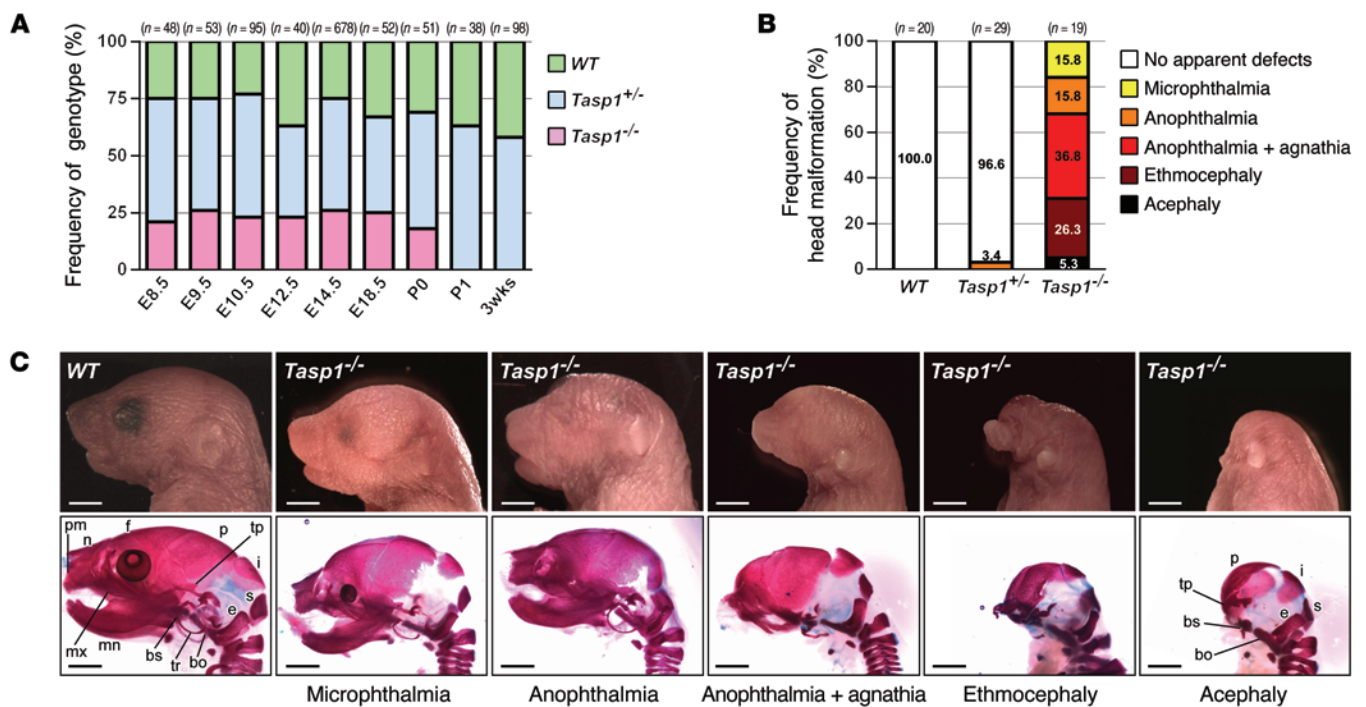 A
(n = 48) (n = 53) (n = 95) (n = 40) (n = 678) (n = 52) (n = 51) (n = 38) (n = 98)
Frequency of genotype (%)
100
75
50
25
0
E8.5 E9.5 E10.5 E12.5 E14.5 E18.5 P0 P1 3wks
WT
Tasp1+/-
Tasp1-/-
B
(n = 20) (n = 29) (n = 19)
Frequency of
head malformation (%)
100
80
60
40
20
0
100.0
96.6
3.4
15.8
15.8
36.8
26.3
5.3
WT Tasp1+/- Tasp1-/-
No apparent defects
Microphthalmia
Anophthalmia
Anophthalmia + agnathia
Ethmocephaly
Acephaly
C
WT Tasp1-/- Tasp1-/- Tasp1-/- Tasp1-/- Tasp1-/-
pm n f p tp i s e mx mn bs tr bo
p i tp e s bs bo
Microphthalmia Anophthalmia Anophthalmia + agnathia Ethmocephaly Acephaly